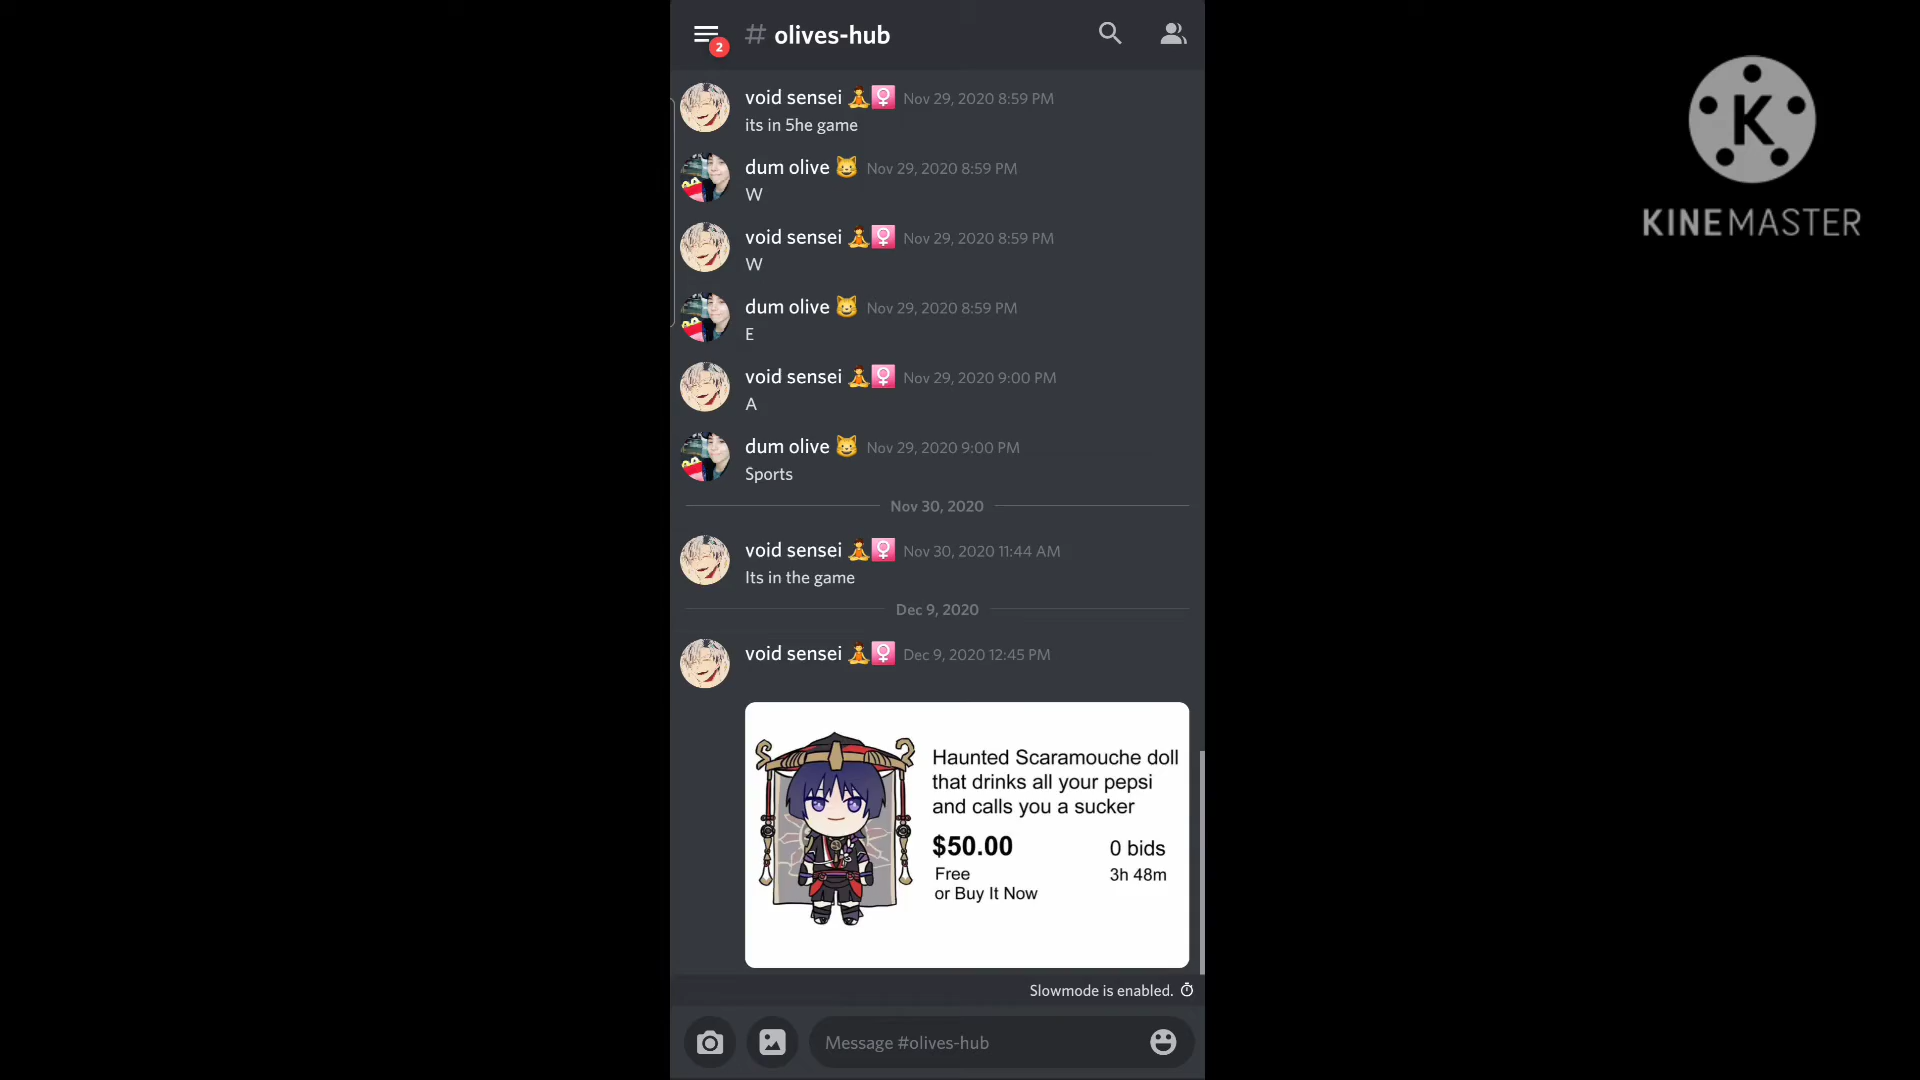 2
# olives-hub
void sensei 🧘♀ Nov 29, 2020 8:59 PM
its in 5he game
dum olive 😺 Nov 29, 2020 8:59 PM
W
void sensei 🧘♀ Nov 29, 2020 8:59 PM
W
dum olive 😺 Nov 29, 2020 8:59 PM
E
void sensei 🧘♀ Nov 29, 2020 9:00 PM
A
dum olive 😺 Nov 29, 2020 9:00 PM
Sports
Nov 30, 2020
void sensei 🧘♀ Nov 30, 2020 11:44 AM
Its in the game
Dec 9, 2020
void sensei 🧘♀ Dec 9, 2020 12:45 PM
Haunted Scaramouche doll
that drinks all your pepsi
and calls you a sucker
$50.00 0 bids
Free 3h 48m
or Buy It Now
Slowmode is enabled.
Message #olives-hub
K
KINEMASTER